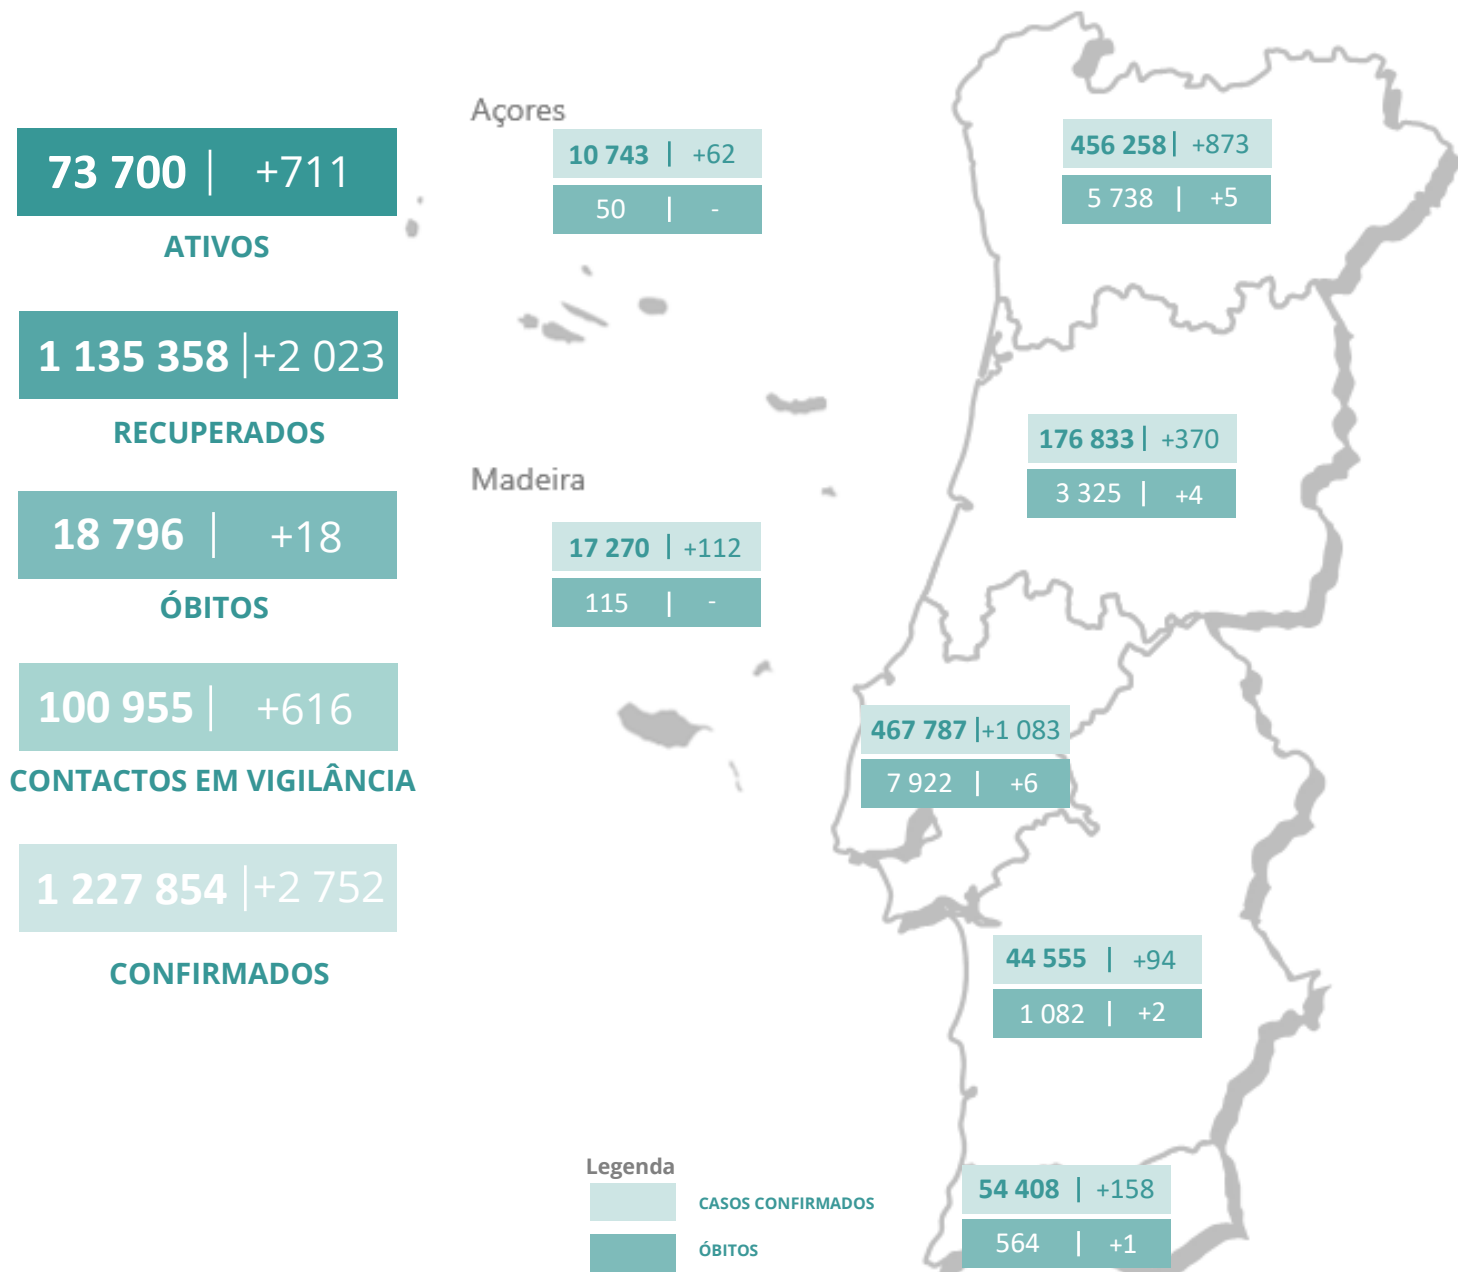 73 700 | +711
ATIVOS
1 135 358 | +2 023
RECUPERADOS
18 796 | +18
ÓBITOS
100 955 | +616
CONTACTOS EM VIGILÂNCIA
1 227 854 | +2 752
CONFIRMADOS
Açores
10 743 | +62
50 | -
Madeira
17 270 | +112
115 | -
456 258 | +873
5 738 | +5
176 833 | +370
3 325 | +4
467 787 | +1 083
7 922 | +6
44 555 | +94
1 082 | +2
54 408 | +158
564 | +1
Legenda
CASOS CONFIRMADOS
ÓBITOS